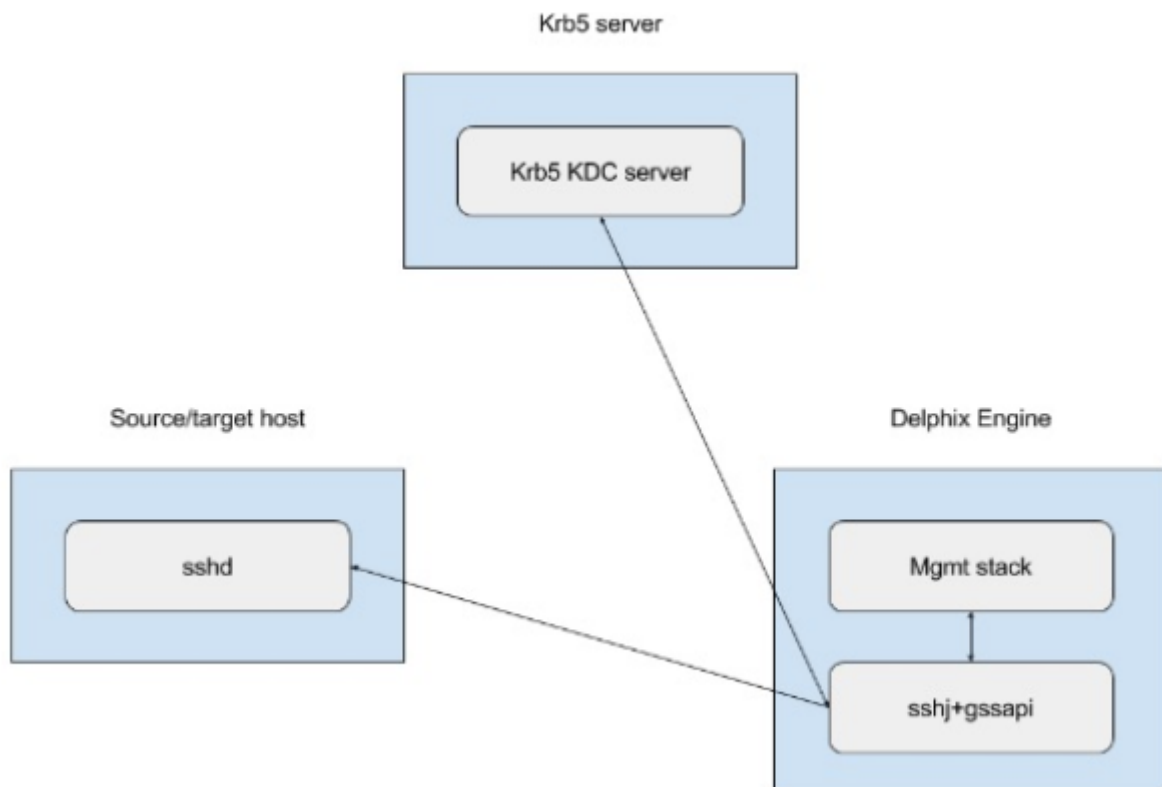 Krb5 server
Krb5 KDC server
Source/target host
Delphix Engine
sshd
Mgmt stack
sshj+gssapi